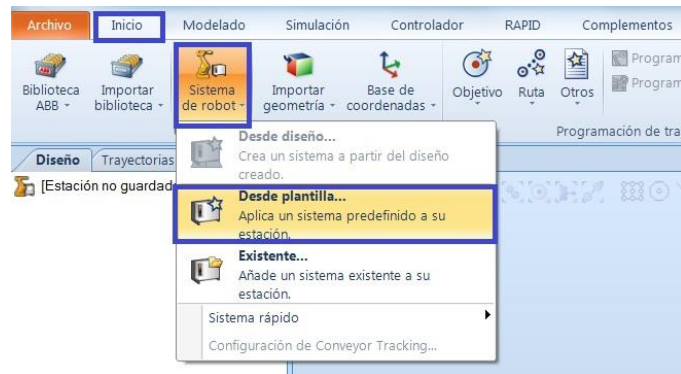 Archivo Inicio Modelado Simulación Controlador RAPID Complementos
Biblioteca ABB Importar biblioteca Sistema de robot Importar geometría Base de coordenadas Objetivo Ruta Otros
Program
Program
Programación de tra
Diseño Trayectorias
[Estación no guardad
Desde diseño...
Crea un sistema a partir del diseño
creado.
Desde plantilla...
Aplica un sistema predefinido a su
estación.
Existente...
Añade un sistema existente a su
estación.
Sistema rápido
Configuración de Conveyor Tracking...